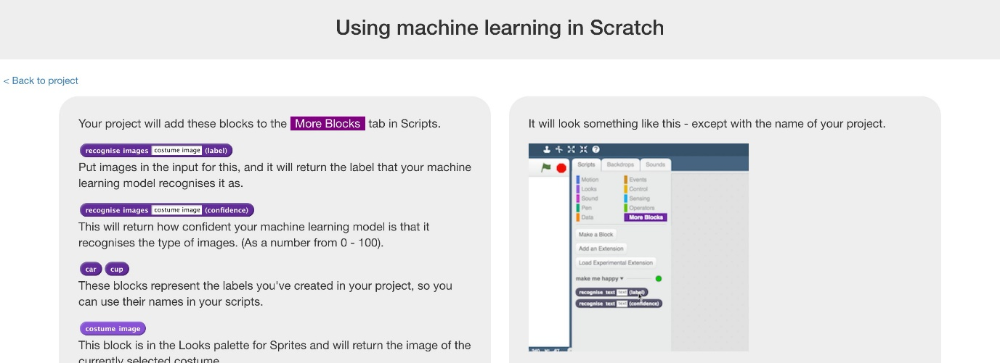 Using machine learning in Scratch
< Back to project
Your project will add these blocks to the More Blocks tab in Scripts.
recognise images costume image (label)
Put images in the input for this, and it will return the label that your machine
learning model recognises it as.
recognise images costume image (confidence)
This will return how confident your machine learning model is that it
recognises the type of images. (As a number from 0 - 100).
car cup
These blocks represent the labels you've created in your project, so you
can use their names in your scripts.
costume image
This block is in the Looks palette for Sprites and will return the image of the
currently selected costume.
It will look something like this - except with the name of your project.
Scripts Backdrops Sounds
Motion Events
Looks Control
Sound Sensing
Pen Operators
Data More Blocks
Make a Block
Add an Extension
Load Experimental Extension
make me happy
recognise text text (label)
recognise text text (confidence)